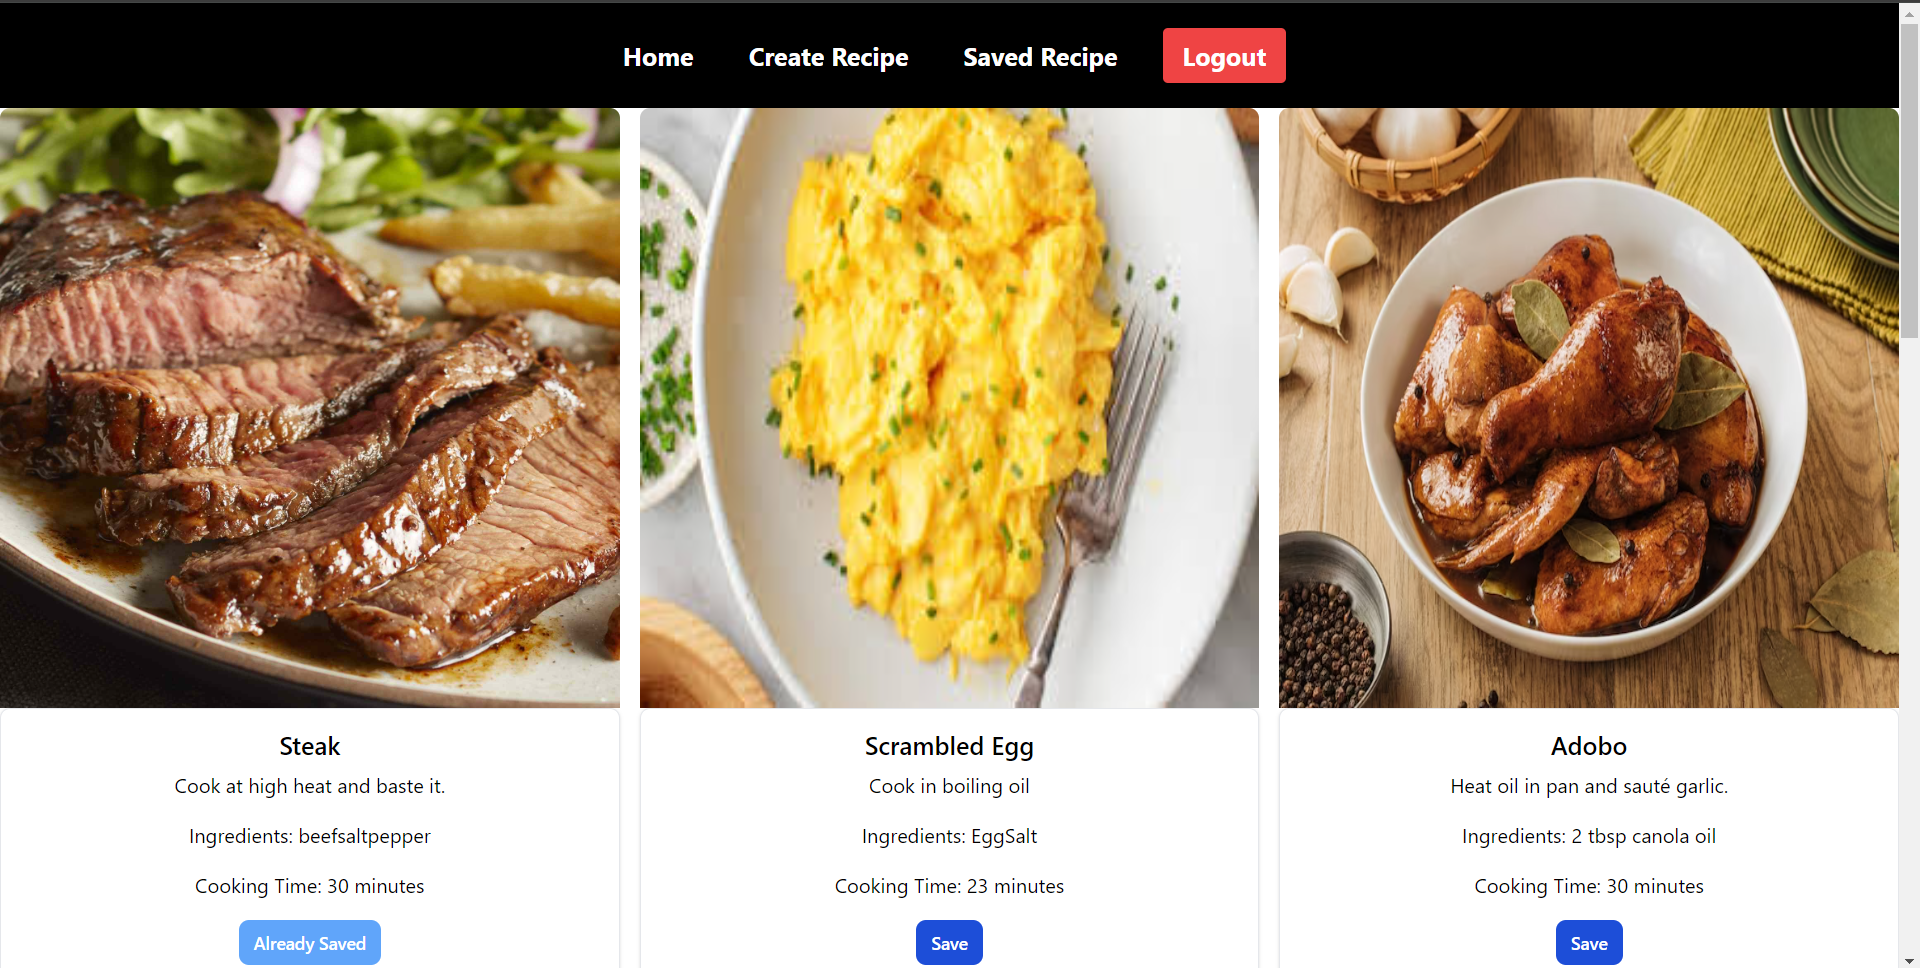 Home Create Recipe Saved Recipe Logout
Steak
Cook at high heat and baste it.
Ingredients: beefsaltpepper
Cooking Time: 30 minutes
Already Saved
Scrambled Egg
Cook in boiling oil
Ingredients: EggSalt
Cooking Time: 23 minutes
Save
Adobo
Heat oil in pan and sauté garlic.
Ingredients: 2 tbsp canola oil
Cooking Time: 30 minutes
Save